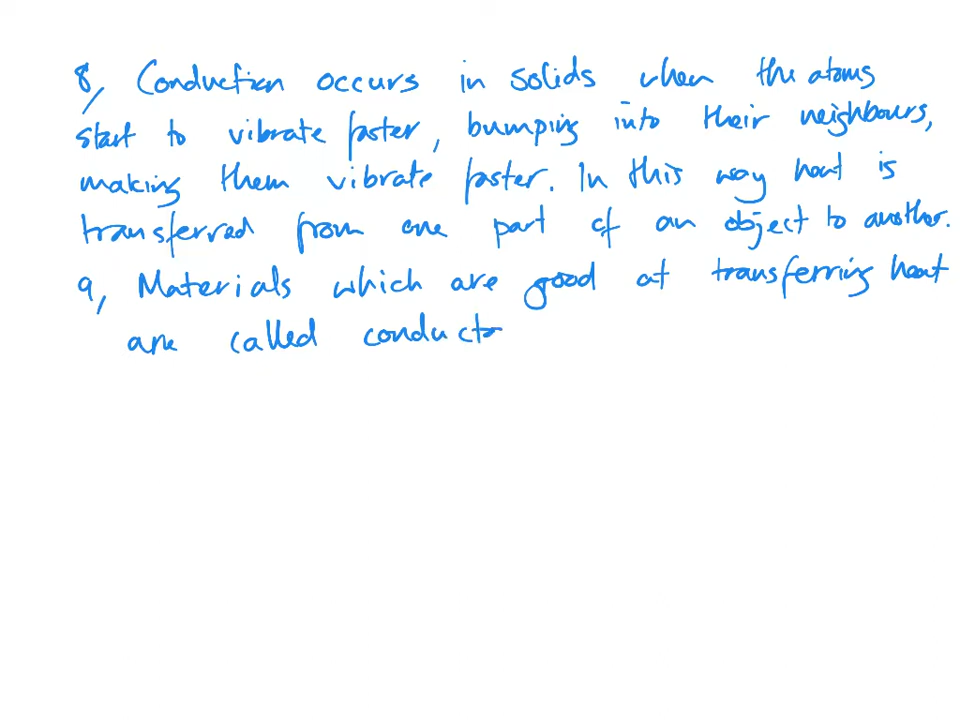 8, Conduction occurs in solids when the atoms
start to vibrate faster, bumping into their neighbours,
making them vibrate faster. In this way heat is
transferred from one part of an object to another.
9, Materials which are good at transferring heat
are called conducto